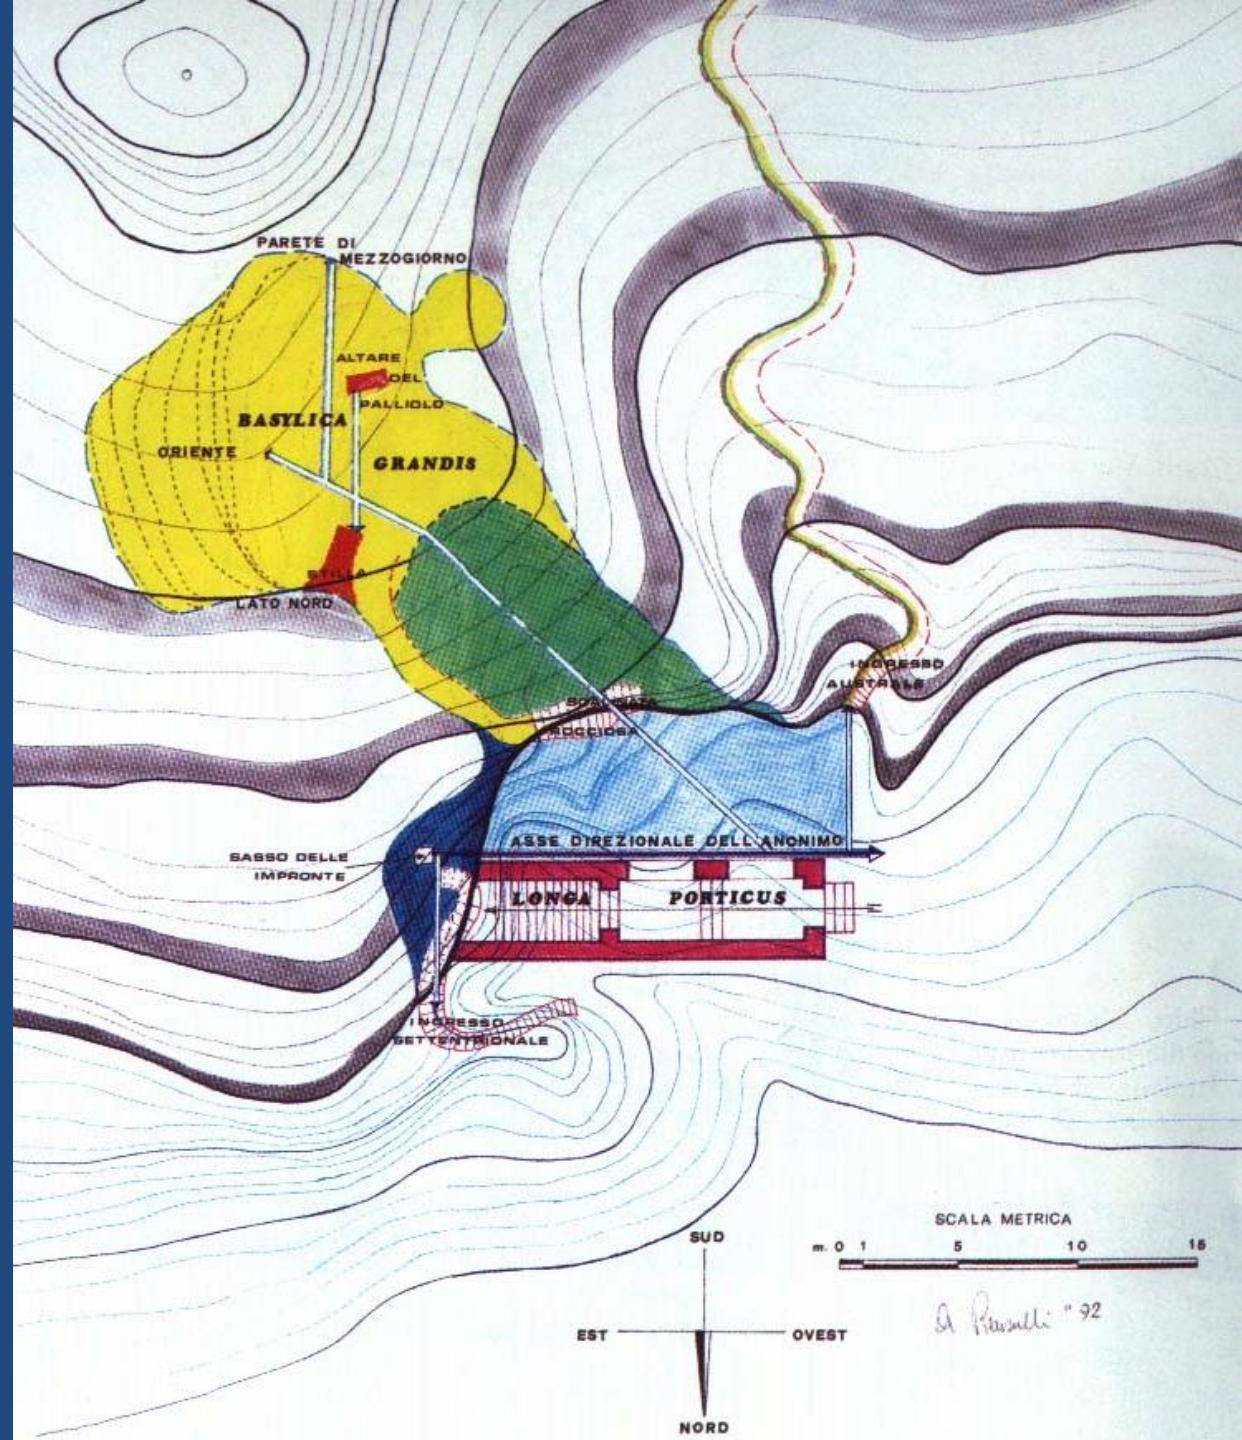 PARETE DI
MEZZOGIORNO
ALTARE
DEL
PALLIOLO
BASYLICA
ORIENTE
GRANDIS
STILLA
LATO NORD
INGRESSO
AUSTRALE
SCALINATA
ROCCIOSA
ASSE DIREZIONALE DELL'ANONIMO
SASSO DELLE
IMPRONTE
LONGA PORTICUS
INGRESSO
SETTENTRIONALE
SCALA METRICA
m. 0 1 5 10 15
SUD
EST OVEST
NORD
"92